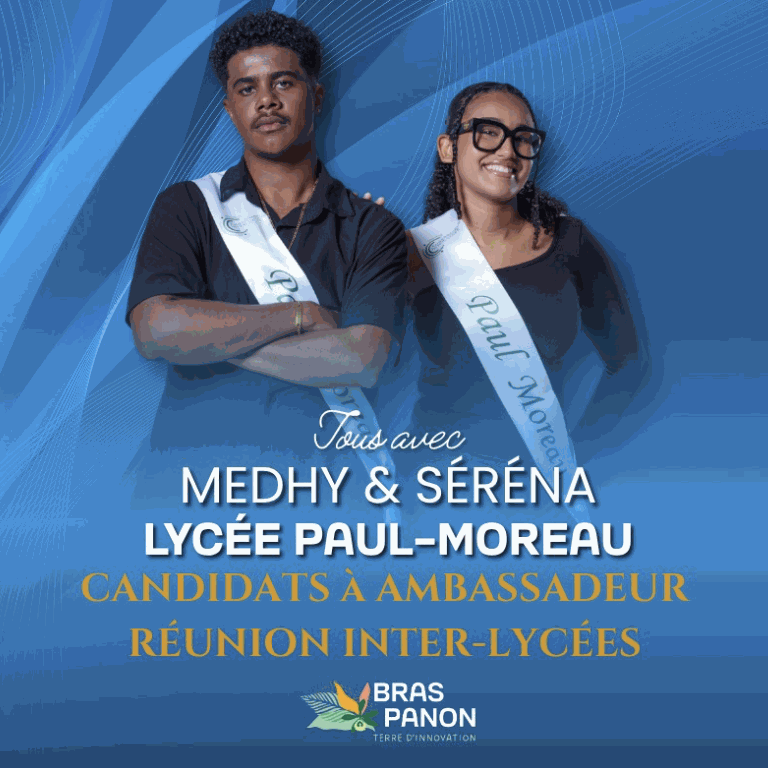 Paul Moreau
Tous avec
MEDHY & SÉRÉNA
LYCÉE PAUL-MOREAU
CANDIDATS À AMBASSADEUR
RÉUNION INTER-LYCÉES
BRAS
PANON
TERRE D'INNOVATION